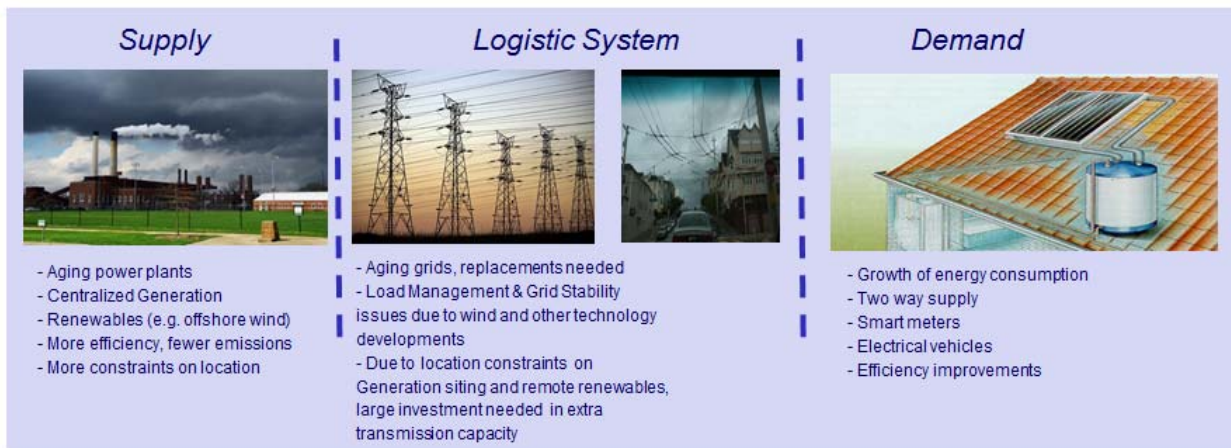 Supply
- Aging power plants
- Centralized Generation
- Renewables (e.g. offshore wind)
- More efficiency, fewer emissions
- More constraints on location
Logistic System
- Aging grids, replacements needed
- Load Management & Grid Stability
issues due to wind and other technology
developments
- Due to location constraints on
Generation siting and remote renewables,
large investment needed in extra
transmission capacity
Demand
- Growth of energy consumption
- Two way supply
- Smart meters
- Electrical vehicles
- Efficiency improvements